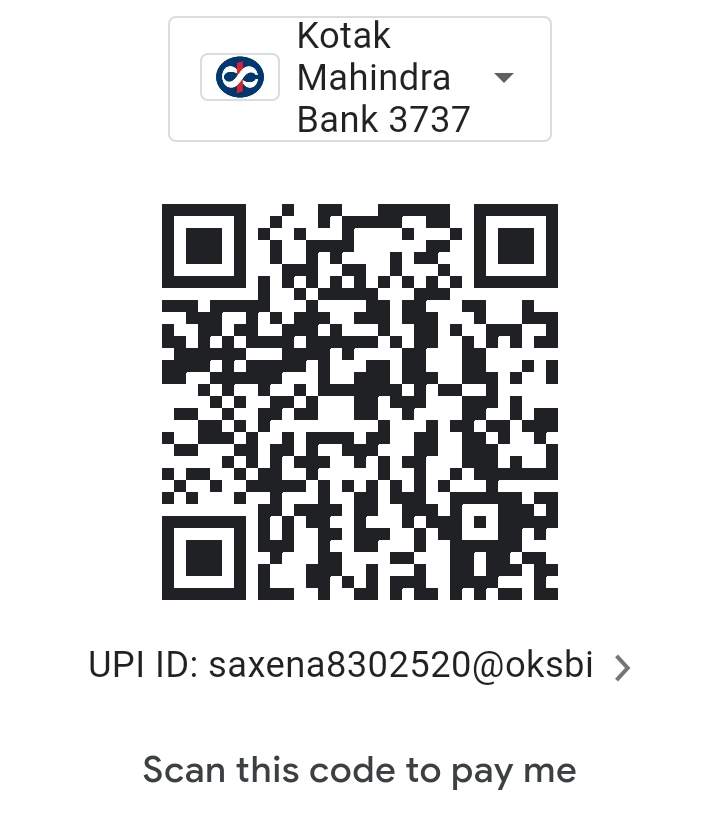 Kotak
Mahindra
Bank 3737
UPI ID: saxena8302520@oksbi
Scan this code to pay me